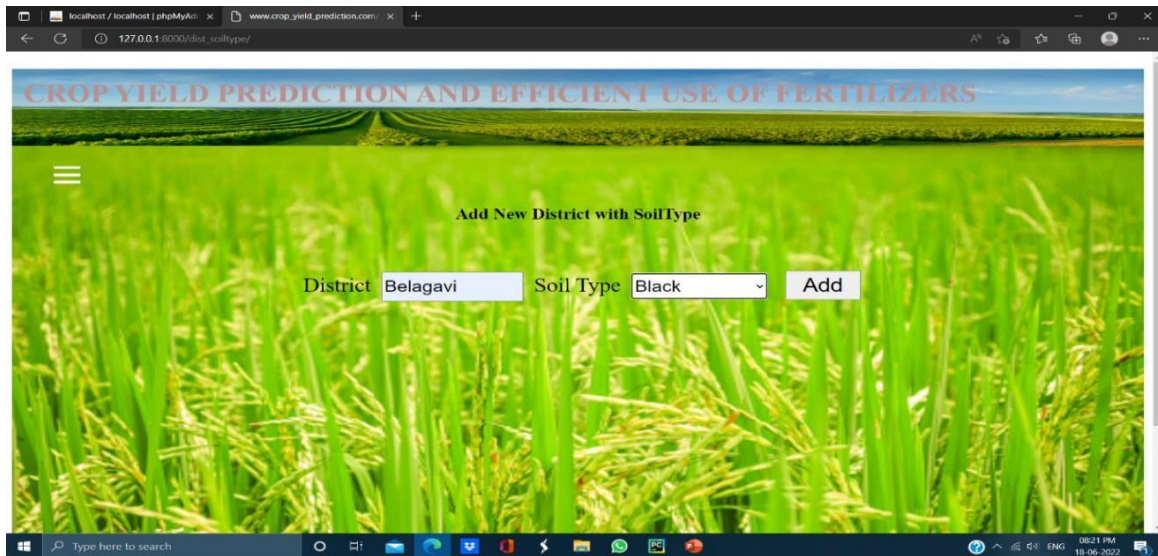 localhost / localhost | phpMyAd
www.crop_yield_prediction.com/
127.0.0.1:8000/dist_soiltype/
CROP YIELD PREDICTION AND EFFICIENT USE OF FERTILIZERS
Add New District with SoilType
District Belagavi Soil Type Black Add
Type here to search
ENG
08:21 PM
18-06-2022